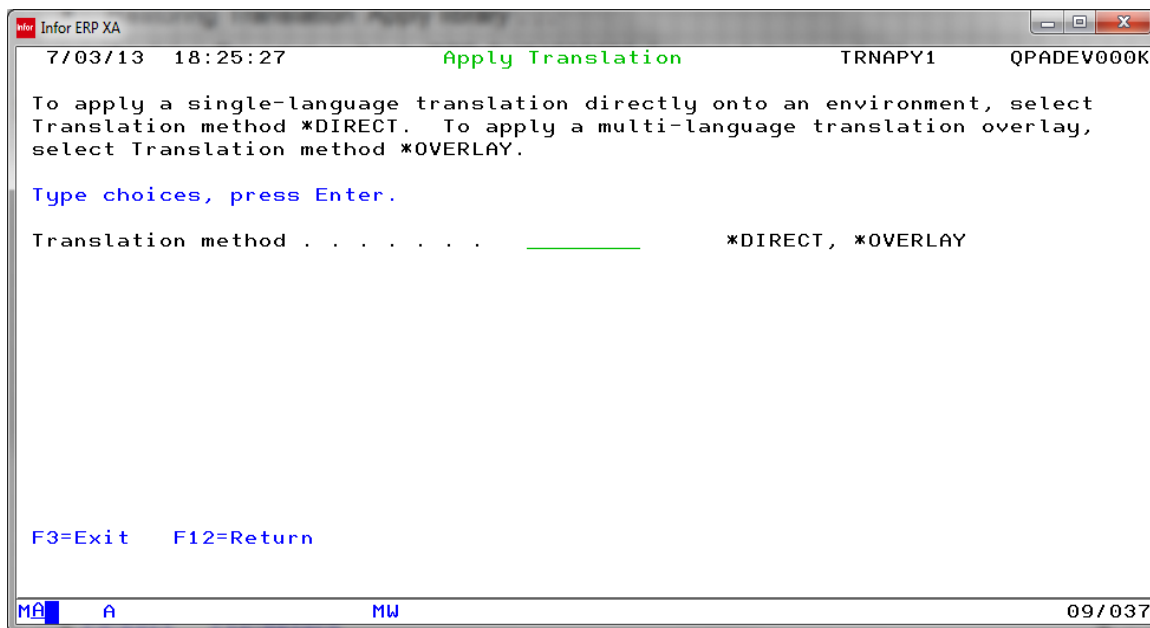 infor Infor ERP XA
7/03/13 18:25:27 Apply Translation TRNAPY1 QPADEV000K
To apply a single-language translation directly onto an environment, select
Translation method *DIRECT. To apply a multi-language translation overlay,
select Translation method *OVERLAY.
Type choices, press Enter.
Translation method . . . . . . . *DIRECT, *OVERLAY
F3=Exit F12=Return
MA A MW 09/037